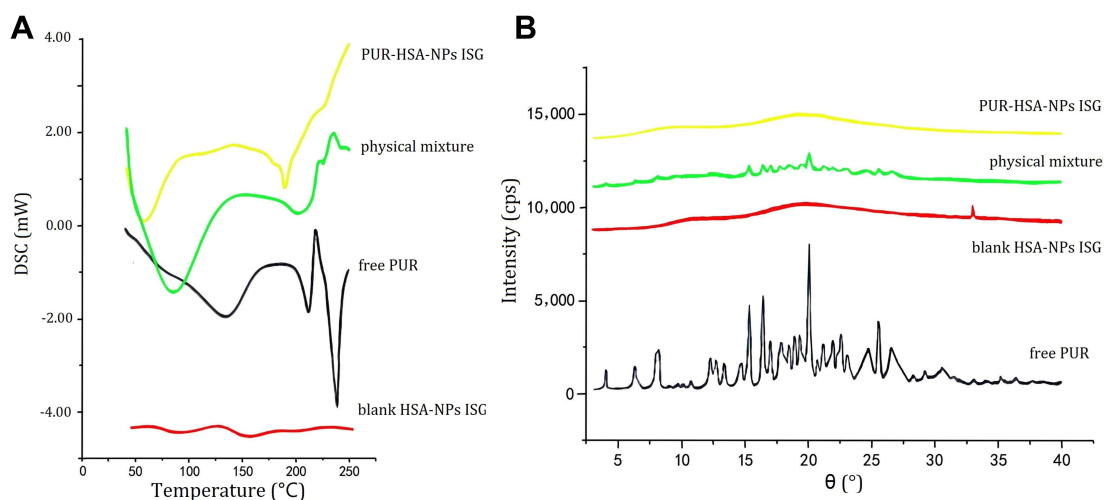 A
4.00
2.00
0.00
-2.00
-4.00
DSC (mW)
PUR-HSA-NPs ISG
physical mixture
free PUR
blank HSA-NPs ISG
0
50
100
150
200
250
Temperature (°C)
B
15,000
10,000
5,000
0
Intensity (cps)
PUR-HSA-NPs ISG
physical mixture
blank HSA-NPs ISG
free PUR
5
10
15
20
25
30
35
40
θ (°)